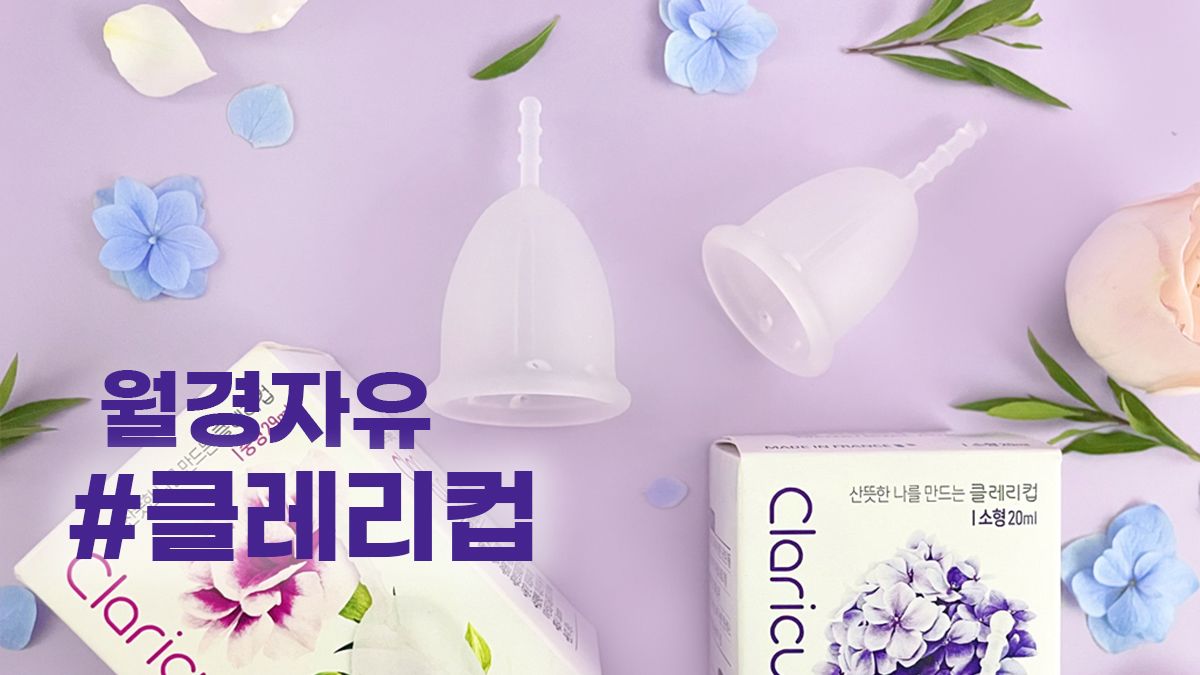 월경자유
#클레리컵
MADE IN FRANCE
| 소형 20ml
산뜻한 나를 만드는 클레리컵
| 소형 20ml
Claricu
Claric